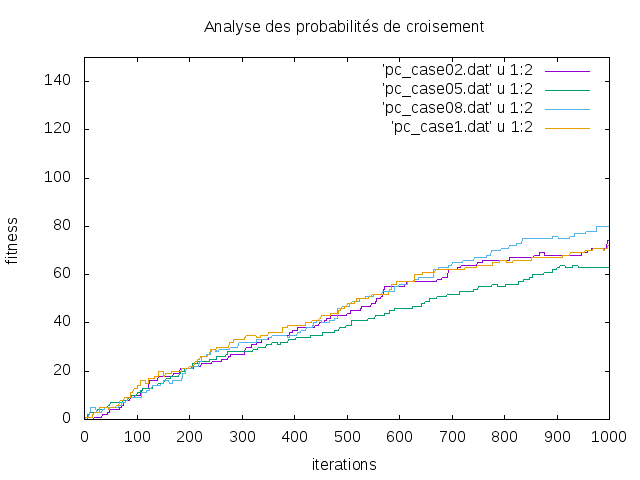 Analyse des probabilités de croisement
'pc_case02.dat' u 1:2
'pc_case05.dat' u 1:2
'pc_case08.dat' u 1:2
'pc_case1.dat' u 1:2
140
120
100
80
60
40
20
0
fitness
0 100 200 300 400 500 600 700 800 900 1000
iterations